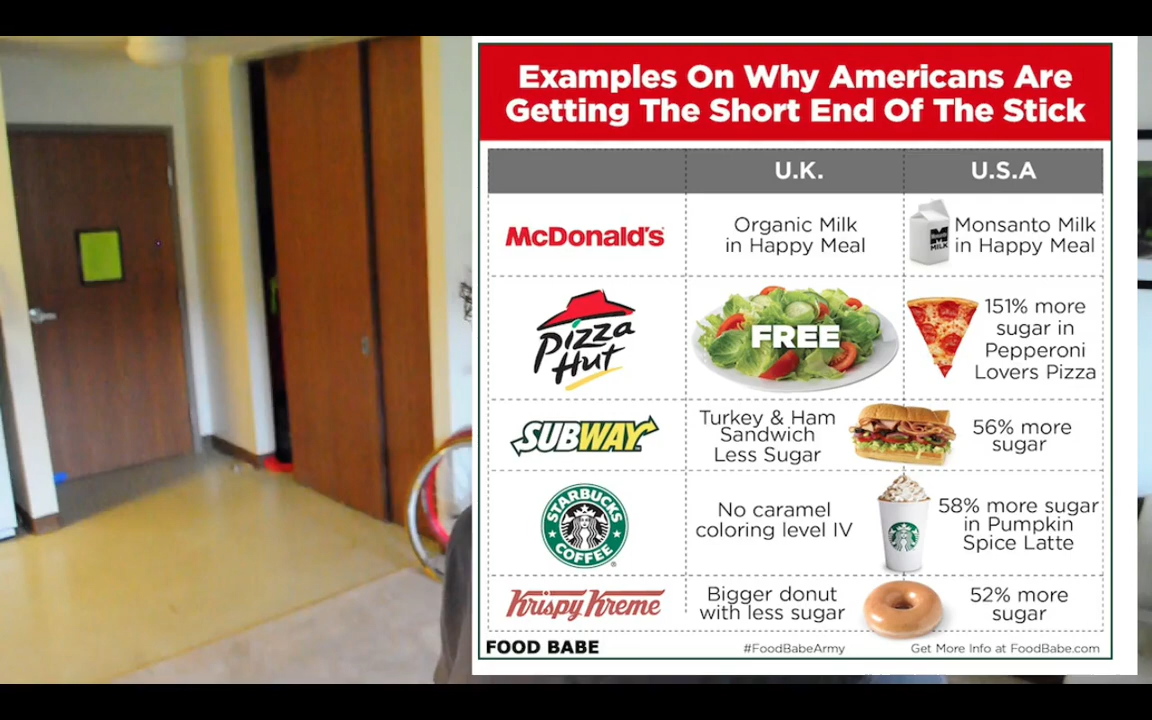 Examples On Why Americans Are
Getting The Short End Of The Stick
U.K.
U.S.A
McDonald's
Organic Milk
in Happy Meal
MILK
Monsanto Milk
in Happy Meal
Pizza
Hut
FREE
151% more
sugar in
Pepperoni
Lovers Pizza
SUBWAY
Turkey & Ham
Sandwich
Less Sugar
56% more
sugar
STARBUCKS
COFFEE
No caramel
coloring level IV
58% more sugar
in Pumpkin
Spice Latte
Krispy Kreme
Bigger donut
with less sugar
52% more
sugar
FOOD BABE
#FoodBabeArmy
Get More Info at FoodBabe.com